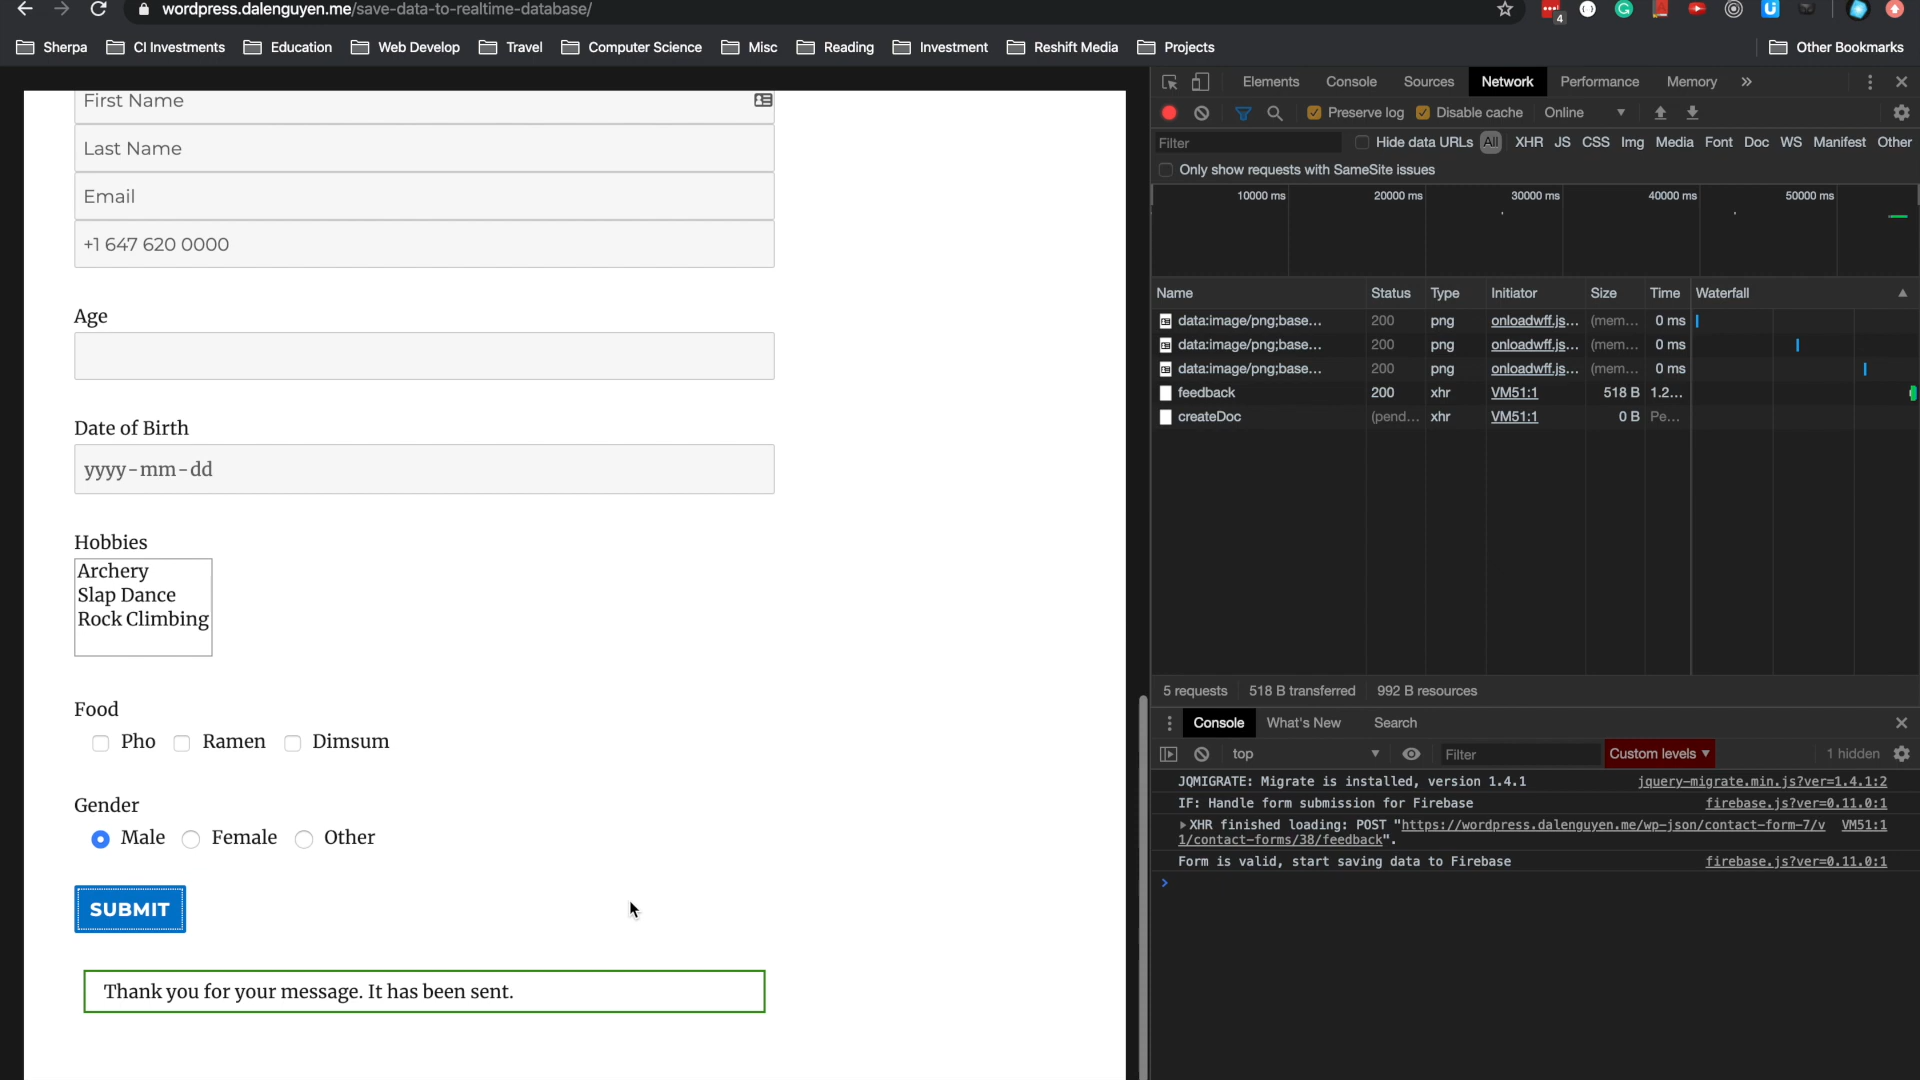 wordpress.dalenguyen.me/save-data-to-realtime-database/
4
Sherpa CI Investments Education Web Develop Travel Computer Science Misc Reading Investment Reshift Media Projects Other Bookmarks
First Name
Last Name
Email
+1 647 620 0000
Age
Date of Birth
yyyy-mm-dd
Hobbies
Archery
Slap Dance
Rock Climbing
Food
Pho Ramen Dimsum
Gender
Male Female Other
SUBMIT
Thank you for your message. It has been sent.
Elements Console Sources Network Performance Memory »
Preserve log Disable cache Online
Filter Hide data URLs All XHR JS CSS Img Media Font Doc WS Manifest Other
Only show requests with SameSite issues
10000 ms 20000 ms 30000 ms 40000 ms 50000 ms
Name Status Type Initiator Size Time Waterfall
data:image/png;base... 200 png onloadwff.js... (mem... 0 ms
data:image/png;base... 200 png onloadwff.js... (mem... 0 ms
data:image/png;base... 200 png onloadwff.js... (mem... 0 ms
feedback 200 xhr VM51:1 518 B 1.2...
createDoc (pend... xhr VM51:1 0 B Pe...
5 requests 518 B transferred 992 B resources
Console What's New Search
top Filter Custom levels 1 hidden
JQMIGRATE: Migrate is installed, version 1.4.1 jquery-migrate.min.js?ver=1.4.1:2
IF: Handle form submission for Firebase firebase.js?ver=0.11.0:1
XHR finished loading: POST "https://wordpress.dalenguyen.me/wp-json/contact-form-7/v VM51:1
1/contact-forms/38/feedback".
Form is valid, start saving data to Firebase firebase.js?ver=0.11.0:1